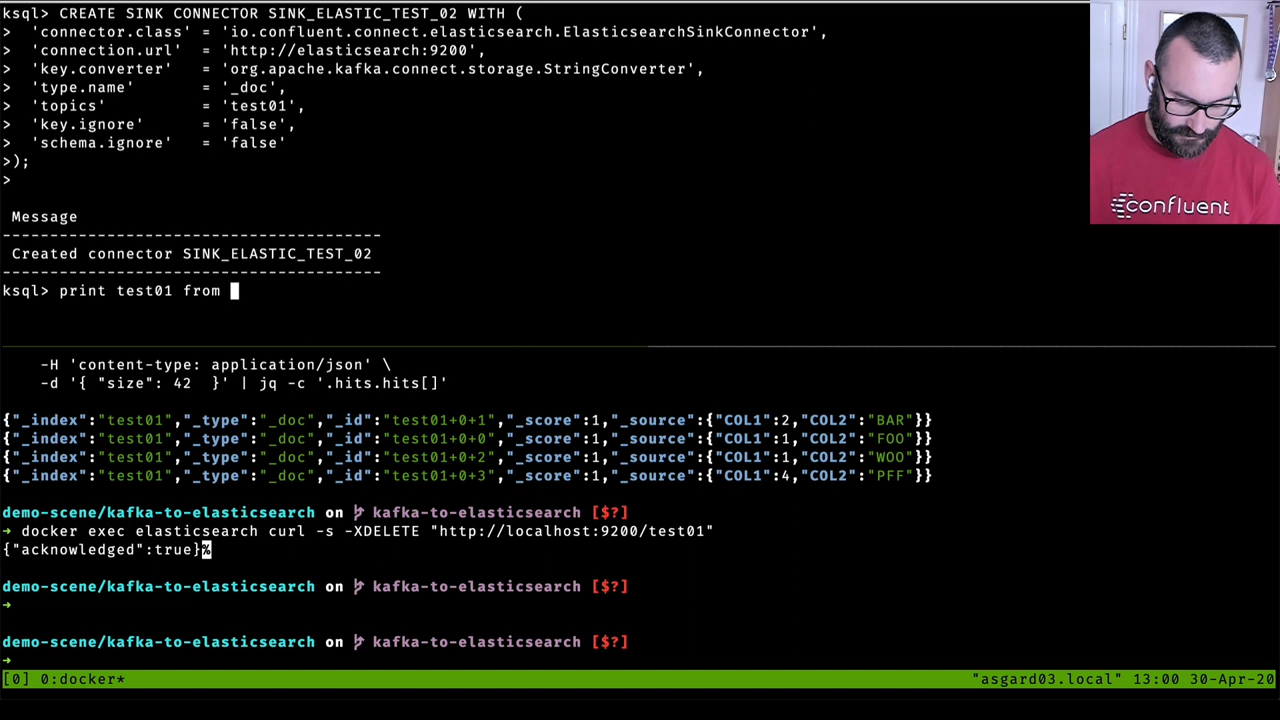 ksql> CREATE SINK CONNECTOR SINK_ELASTIC_TEST_02 WITH (
>  'connector.class' = 'io.confluent.connect.elasticsearch.ElasticsearchSinkConnector',
>  'connection.url'  = 'http://elasticsearch:9200',
>  'key.converter'   = 'org.apache.kafka.connect.storage.StringConverter',
>  'type.name'       = '_doc',
>  'topics'          = 'test01',
>  'key.ignore'      = 'false',
>  'schema.ignore'   = 'false'
>);
>
confluent
Message
----------------------------------------
Created connector SINK_ELASTIC_TEST_02
----------------------------------------
ksql> print test01 from
-H 'content-type: application/json' \
-d '{ "size": 42  }' | jq -c '.hits.hits[]'
{"_index":"test01","_type":"_doc","_id":"test01+0+1","_score":1,"_source":{"COL1":2,"COL2":"BAR"}}
{"_index":"test01","_type":"_doc","_id":"test01+0+0","_score":1,"_source":{"COL1":1,"COL2":"FOO"}}
{"_index":"test01","_type":"_doc","_id":"test01+0+2","_score":1,"_source":{"COL1":1,"COL2":"WOO"}}
{"_index":"test01","_type":"_doc","_id":"test01+0+3","_score":1,"_source":{"COL1":4,"COL2":"PFF"}}
demo-scene/kafka-to-elasticsearch on kafka-to-elasticsearch [$?]
➜ docker exec elasticsearch curl -s -XDELETE "http://localhost:9200/test01"
{"acknowledged":true}%
demo-scene/kafka-to-elasticsearch on kafka-to-elasticsearch [$?]
➜
demo-scene/kafka-to-elasticsearch on kafka-to-elasticsearch [$?]
➜
[0] 0:docker* "asgard03.local" 13:00 30-Apr-20